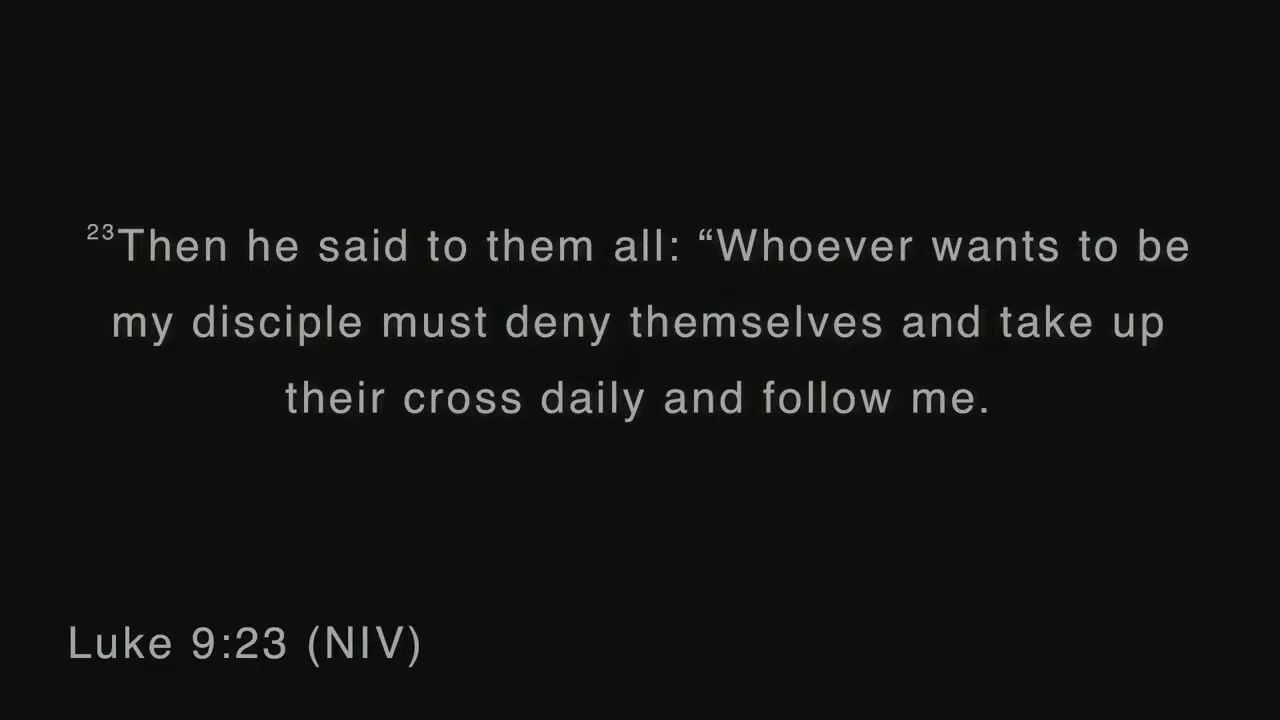 ²³Then he said to them all: “Whoever wants to be
my disciple must deny themselves and take up
their cross daily and follow me.
Luke 9:23 (NIV)